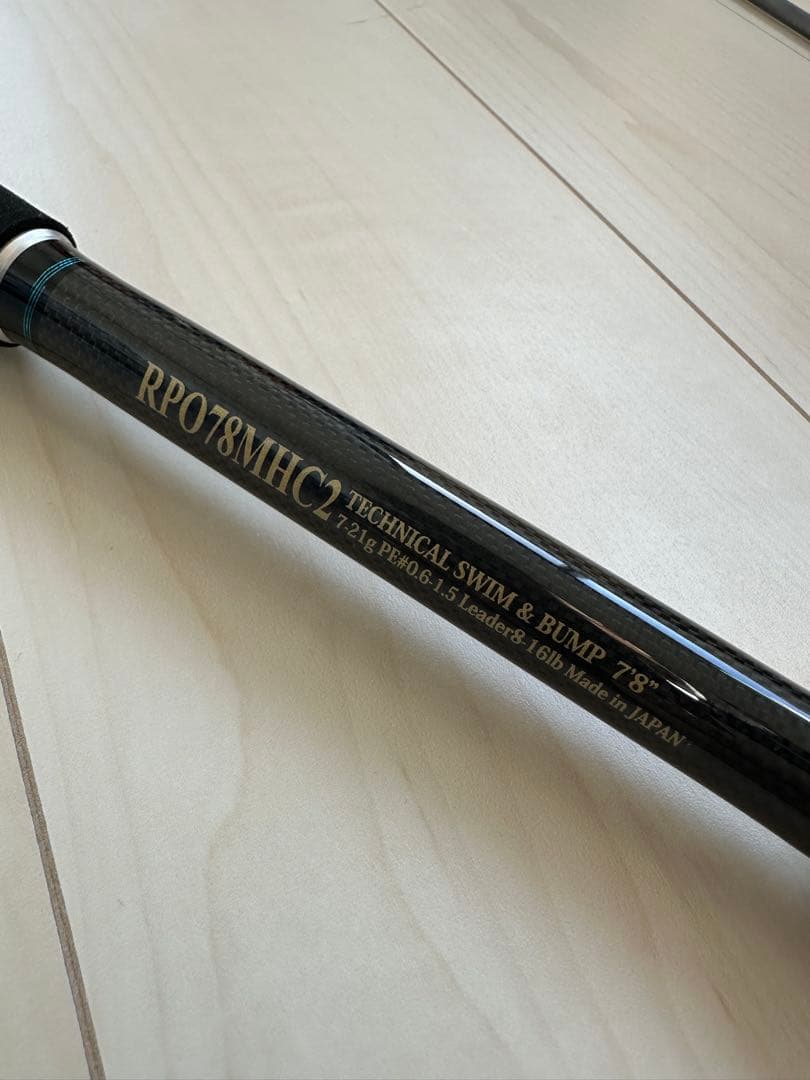 RPO78MHC2
TECHNICAL SWIM & BUMP 7'8"
7-21g PE#0.6-1.5 Leader8-16lb Made in JAPAN